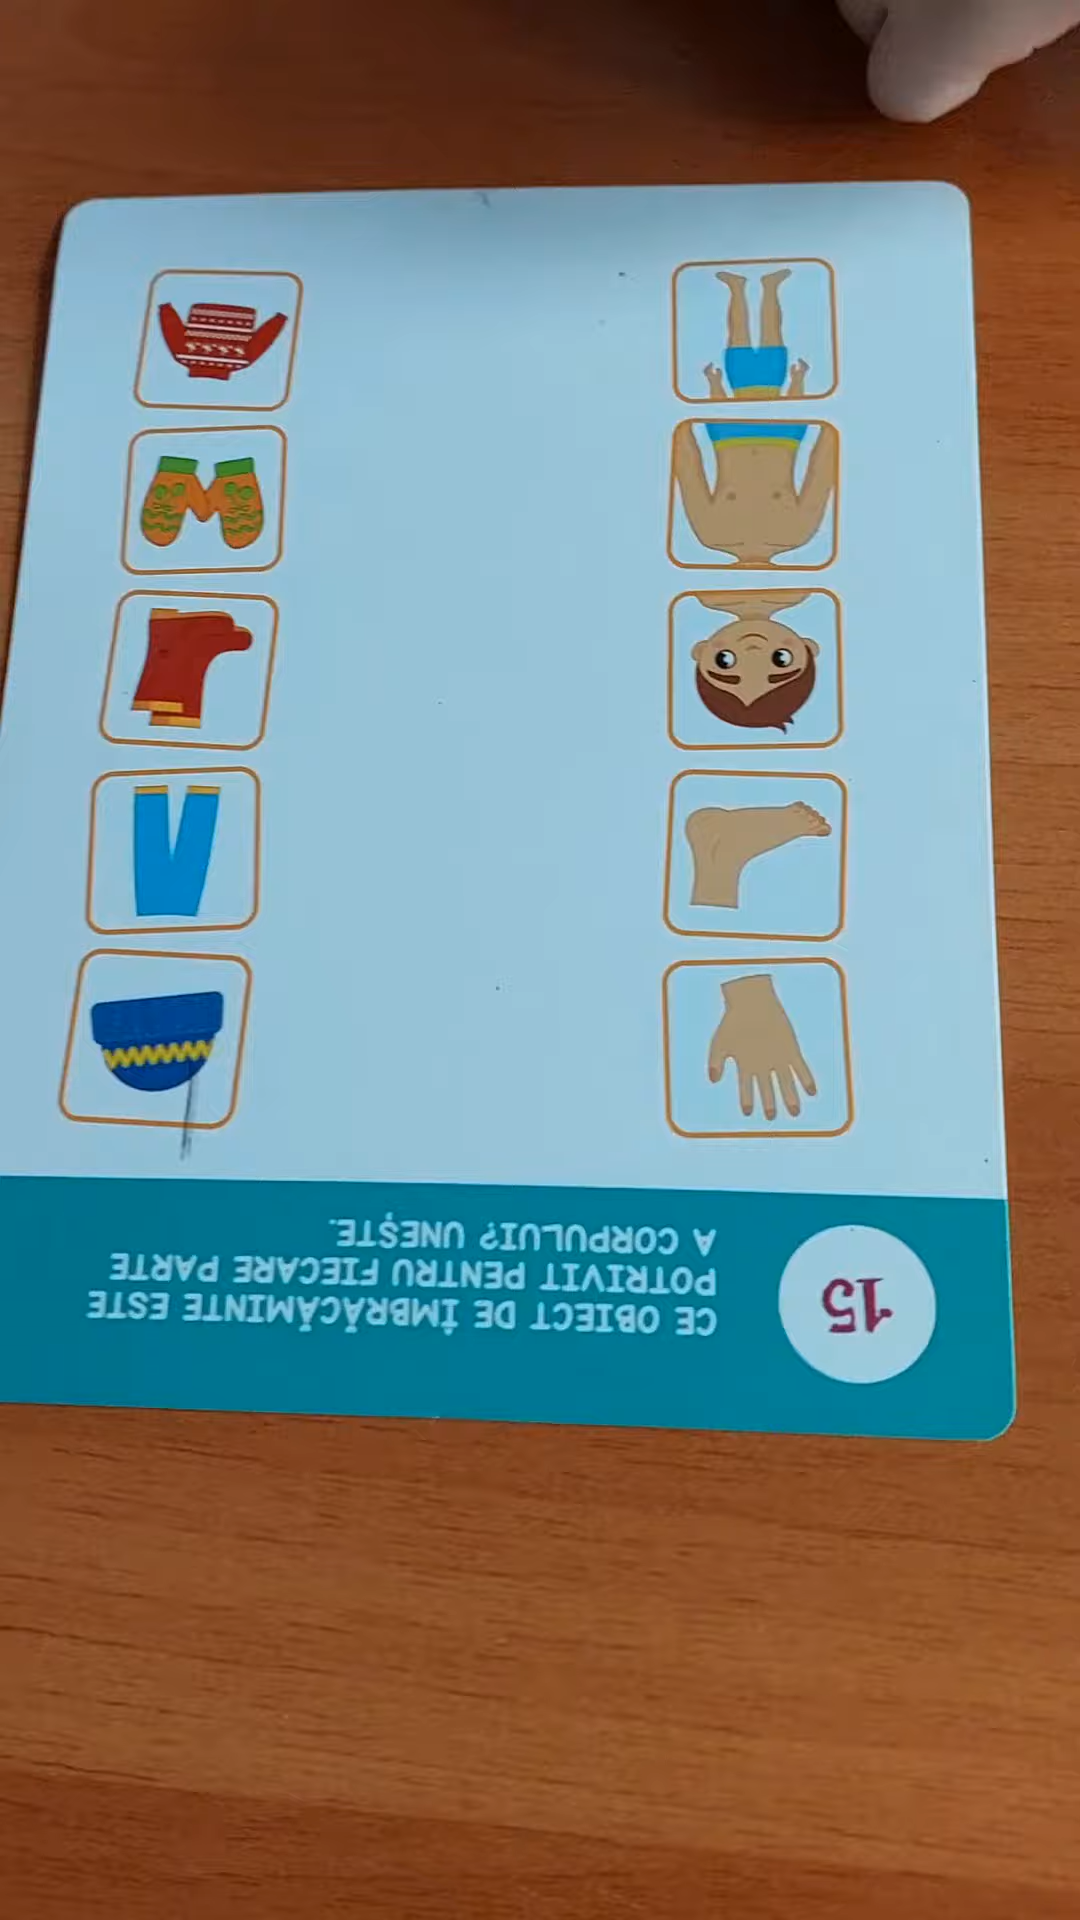 15
CE OBIECT DE ÎMBRĂCĂMINTE ESTE
POTRIVIT PENTRU FIECARE PARTE
A CORPULUI? UNEȘTE.